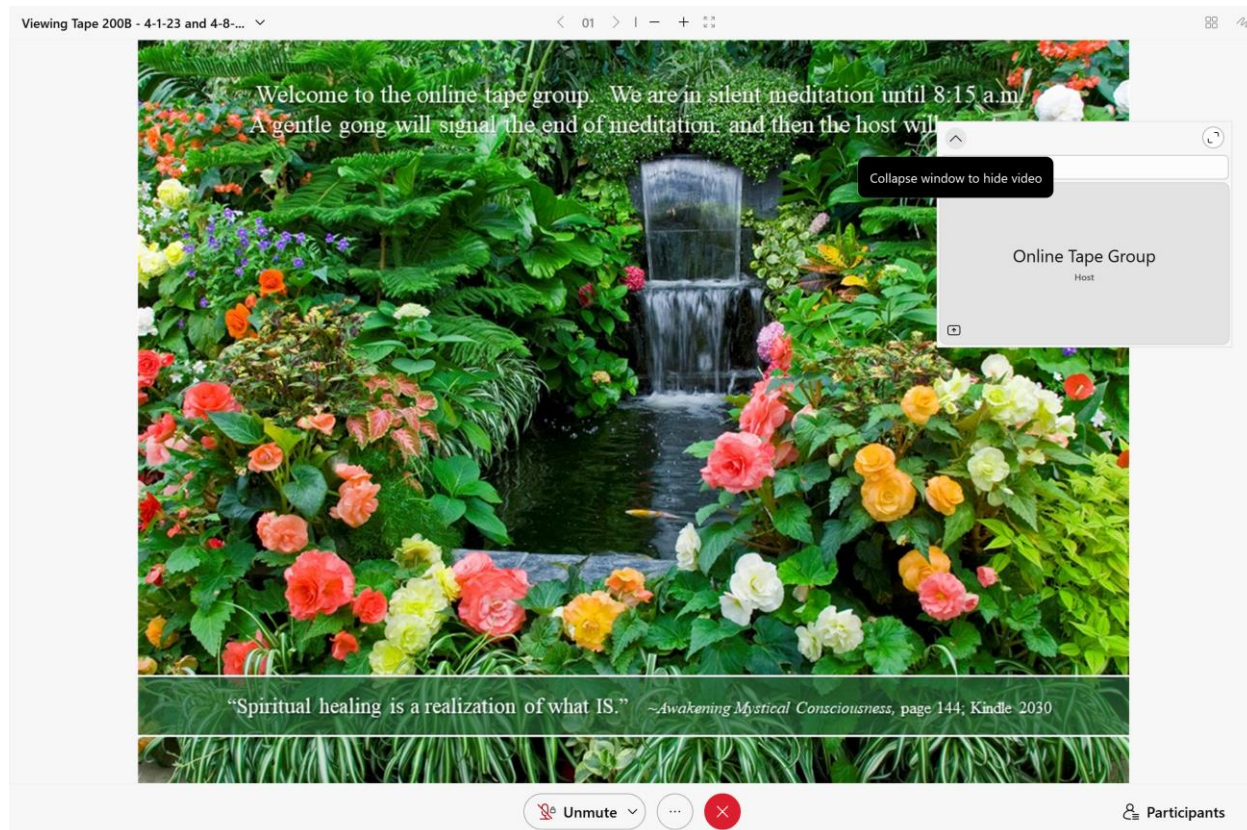 Viewing Tape 200B - 4-1-23 and 4-8-...
01
Welcome to the online tape group. We are in silent meditation until 8:15 a.m.
A gentle gong will signal the end of meditation, and then the host will
Collapse window to hide video
Online Tape Group
Host
“Spiritual healing is a realization of what IS.” ~Awakening Mystical Consciousness, page 144; Kindle 2030
Unmute
Participants